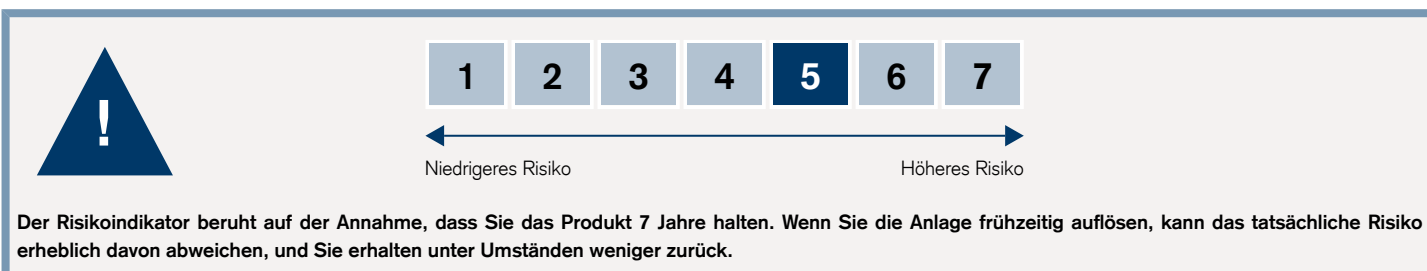 !
1 2 3 4 5 6 7
Niedrigeres Risiko Höheres Risiko
Der Risikoindikator beruht auf der Annahme, dass Sie das Produkt 7 Jahre halten. Wenn Sie die Anlage frühzeitig auflösen, kann das tatsächliche Risiko
erheblich davon abweichen, und Sie erhalten unter Umständen weniger zurück.